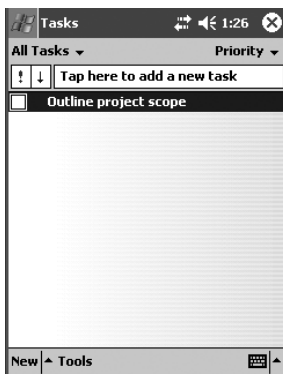 Tasks 1:26
All Tasks Priority
! ↓ Tap here to add a new task
Outline project scope
New Tools